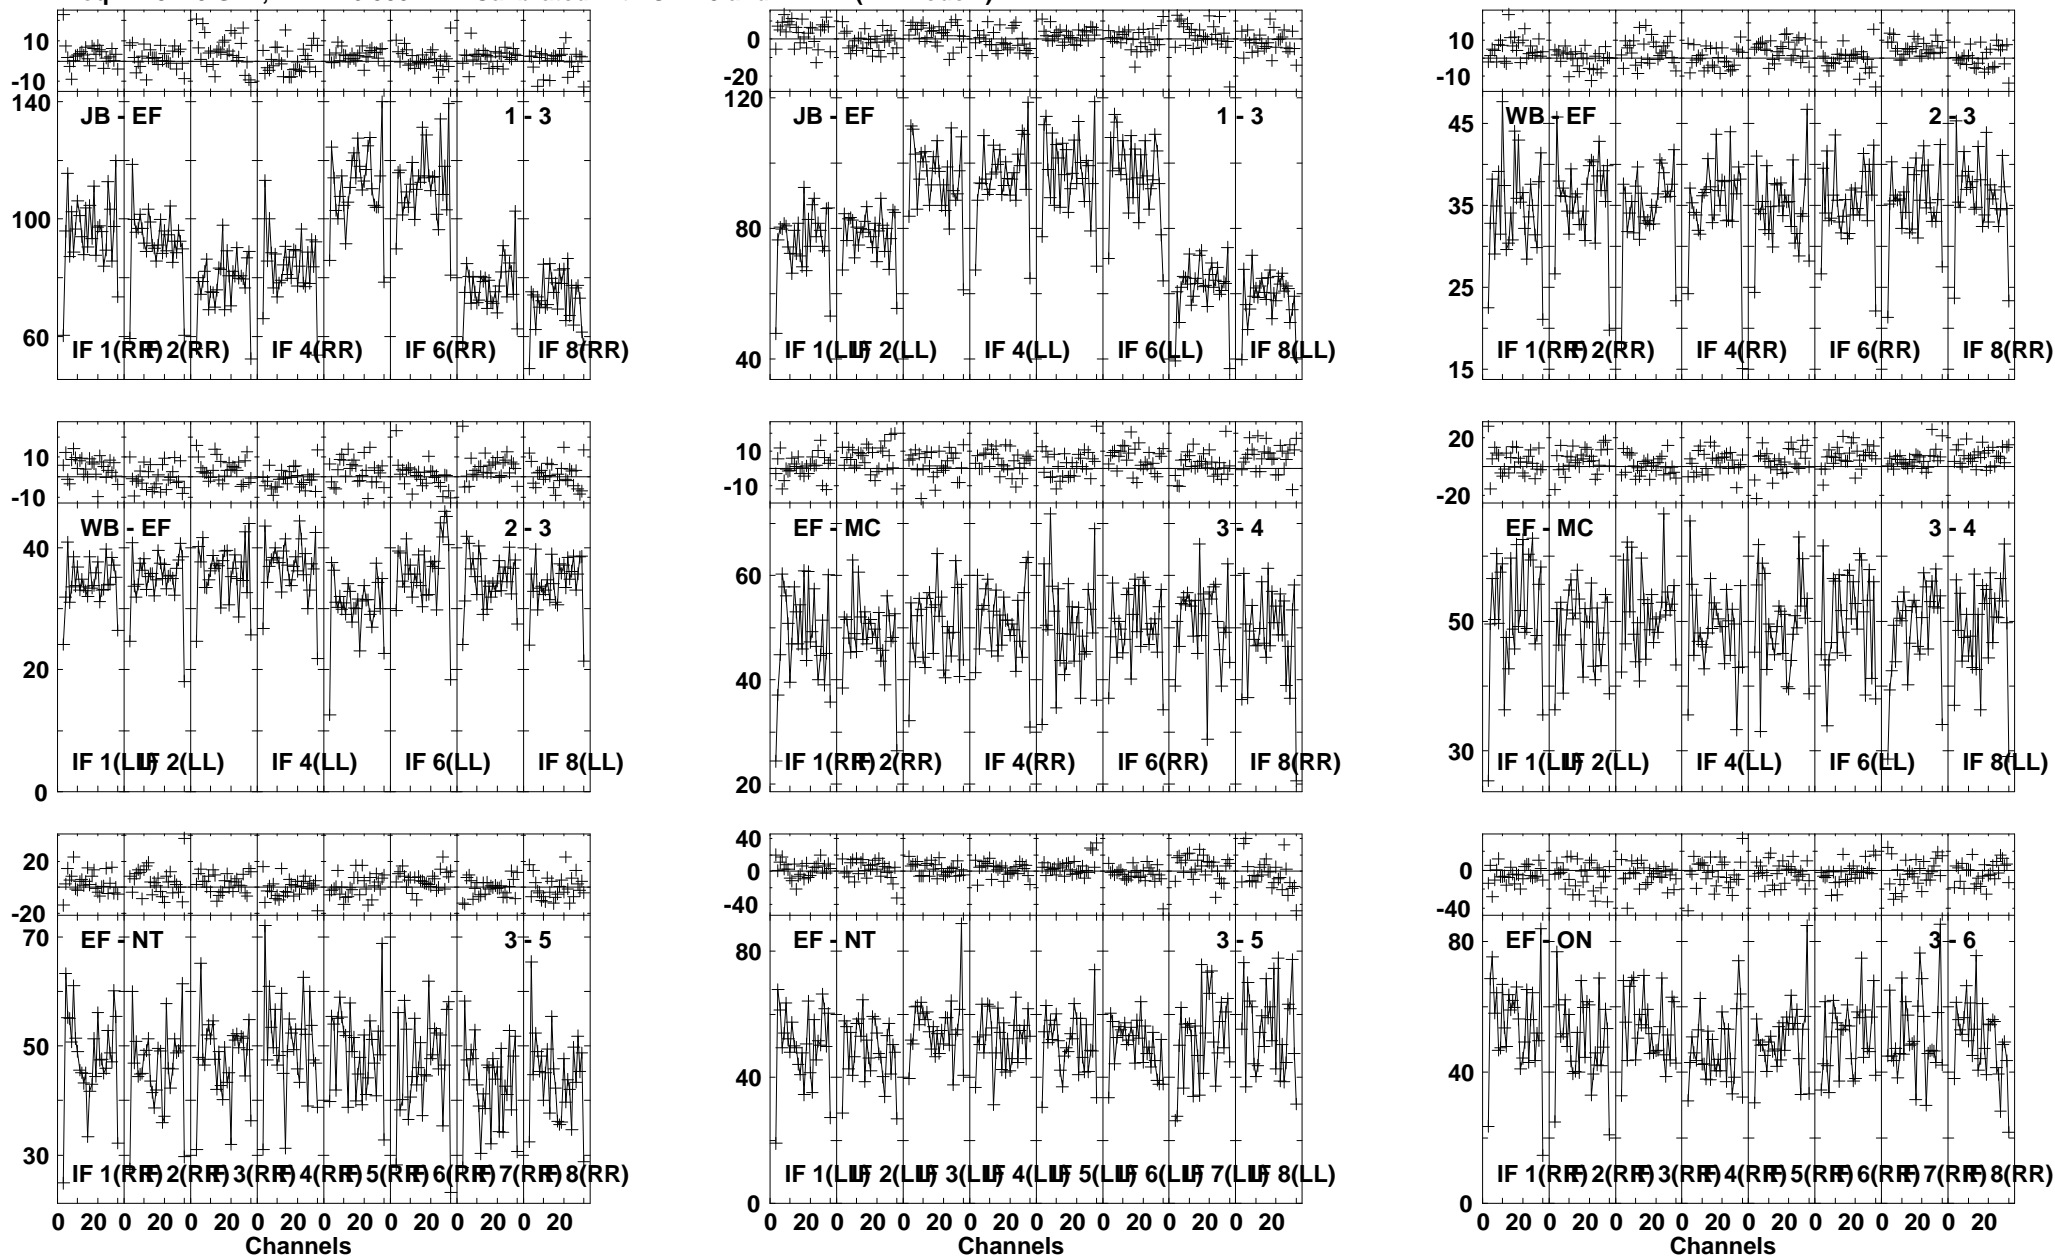 10
-10
140
100
60
JB - EF
1 - 3
IF 1(RR) IF 2(RR) IF 4(RR) IF 6(RR) IF 8(RR)
0
-20
120
80
40
JB - EF
1 - 3
IF 1(LL) IF 2(LL) IF 4(LL) IF 6(LL) IF 8(LL)
10
-10
45
35
25
15
WB - EF
2 - 3
IF 1(RR) IF 2(RR) IF 4(RR) IF 6(RR) IF 8(RR)
10
-10
40
20
0
WB - EF
2 - 3
IF 1(LL) IF 2(LL) IF 4(LL) IF 6(LL) IF 8(LL)
10
-10
60
40
20
EF - MC
3 - 4
IF 1(RR) IF 2(RR) IF 4(RR) IF 6(RR) IF 8(RR)
20
-20
50
30
EF - MC
3 - 4
IF 1(LL) IF 2(LL) IF 4(LL) IF 6(LL) IF 8(LL)
20
-20
70
50
30
EF - NT
3 - 5
IF 1(RR) IF 2(RR) IF 3(RR) IF 4(RR) IF 5(RR) IF 6(RR) IF 7(RR) IF 8(RR)
0 20 0 20 0 20 0 20 0 20 0 20 0 20 0 20
Channels
40
0
-40
80
40
0
EF - NT
3 - 5
IF 1(LL) IF 2(LL) IF 3(LL) IF 4(LL) IF 5(LL) IF 6(LL) IF 7(LL) IF 8(LL)
0 20 0 20 0 20 0 20 0 20 0 20 0 20 0 20
Channels
0
-40
80
40
0
EF - ON
3 - 6
IF 1(RR) IF 2(RR) IF 3(RR) IF 4(RR) IF 5(RR) IF 6(RR) IF 7(RR) IF 8(RR)
0 20 0 20 0 20 0 20 0 20 0 20 0 20 0 20
Channels